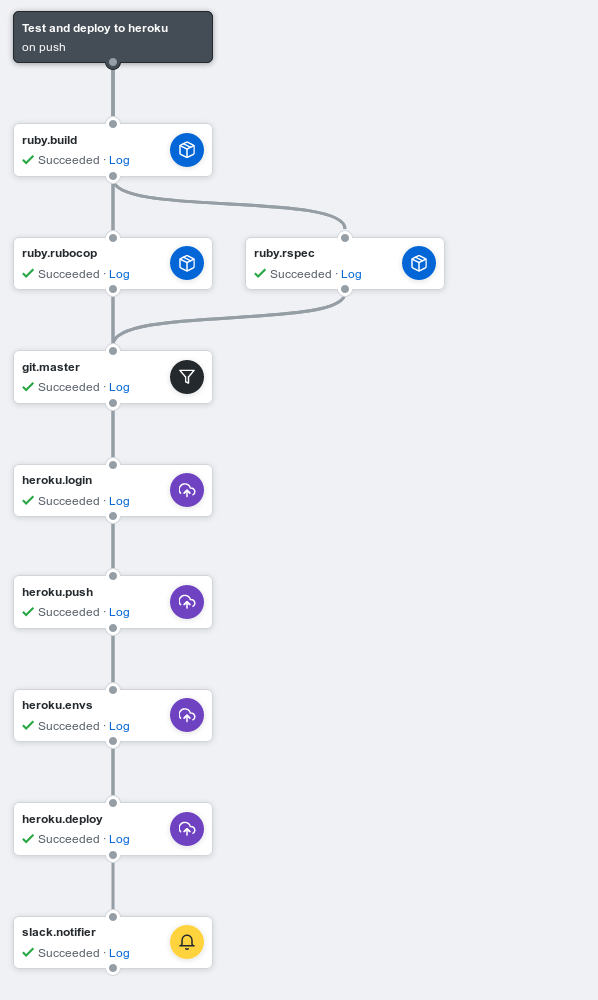 Test and deploy to heroku
on push
ruby.build
Succeeded · Log
ruby.rubocop
Succeeded · Log
ruby.rspec
Succeeded · Log
git.master
Succeeded · Log
heroku.login
Succeeded · Log
heroku.push
Succeeded · Log
heroku.envs
Succeeded · Log
heroku.deploy
Succeeded · Log
slack.notifier
Succeeded · Log